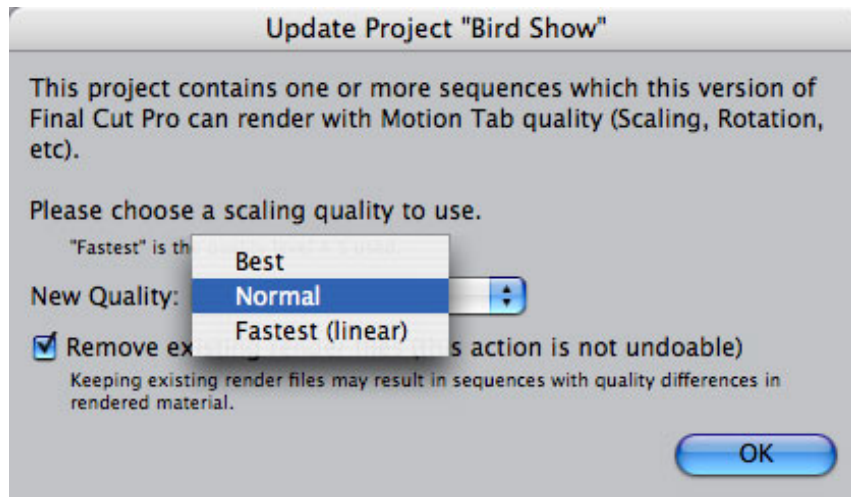 Update Project "Bird Show"
This project contains one or more sequences which this version of
Final Cut Pro can render with Motion Tab quality (Scaling, Rotation,
etc).
Please choose a scaling quality to use.
"Fastest" is
Best
New Quality: Normal
Fastest (linear)
Remove action is not undoable)
Keeping existing render files may result in sequences with quality differences in
rendered material.
OK